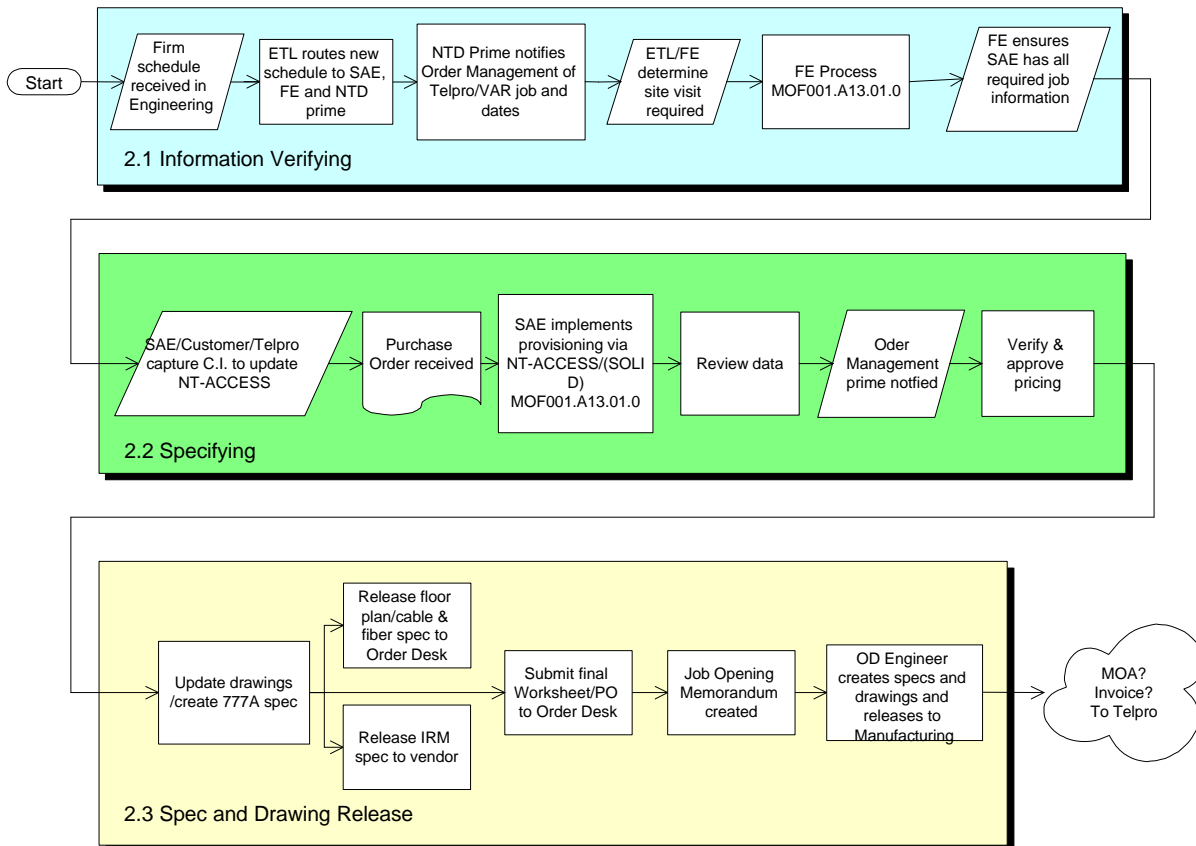 Start
Firm
schedule
received in
Engineering
ETL routes new
schedule to SAE,
FE and NTD
prime
NTD Prime notifies
Order Management of
Telpro/VAR job and
dates
ETL/FE
determine
site visit
required
FE Process
MOF001.A13.01.0
FE ensures
SAE has all
required job
information
2.1 Information Verifying
SAE/Customer/Telpro
capture C.I. to update
NT-ACCESS
Purchase
Order received
SAE implements
provisioning via
NT-ACCESS/(SOLI
D)
MOF001.A13.01.0
Review data
Oder
Management
prime notfied
Verify &
approve
pricing
2.2 Specifying
Update drawings
/create 777A spec
Release floor
plan/cable &
fiber spec to
Order Desk
Release IRM
spec to vendor
Submit final
Worksheet/PO
to Order Desk
Job Opening
Memorandum
created
OD Engineer
creates specs and
drawings and
releases to
Manufacturing
MOA?
Invoice?
To Telpro
2.3 Spec and Drawing Release